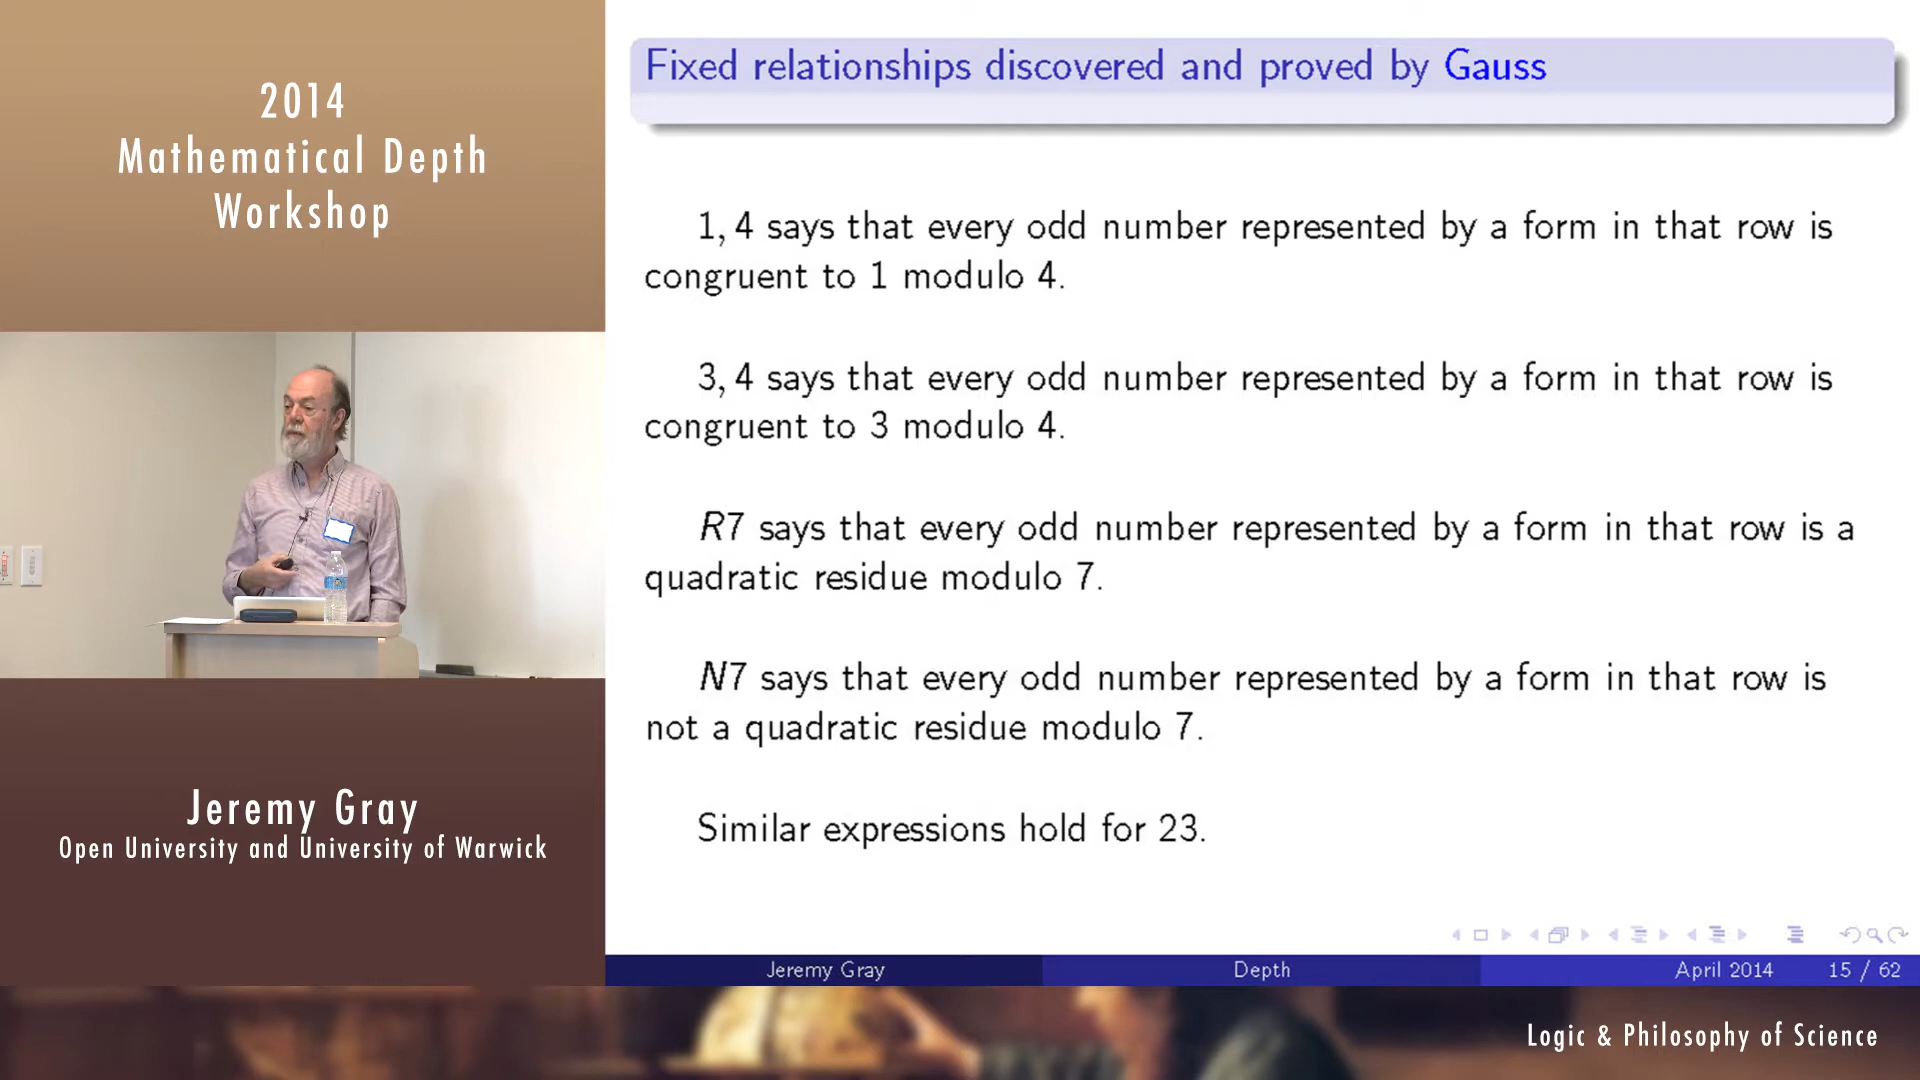 2014
Mathematical Depth
Workshop
Jeremy Gray
Open University and University of Warwick
Fixed relationships discovered and proved by Gauss
1, 4 says that every odd number represented by a form in that row is
congruent to 1 modulo 4.
3, 4 says that every odd number represented by a form in that row is
congruent to 3 modulo 4.
R7 says that every odd number represented by a form in that row is a
quadratic residue modulo 7.
N7 says that every odd number represented by a form in that row is
not a quadratic residue modulo 7.
Similar expressions hold for 23.
Jeremy Gray Depth April 2014 15 / 62
Logic & Philosophy of Science